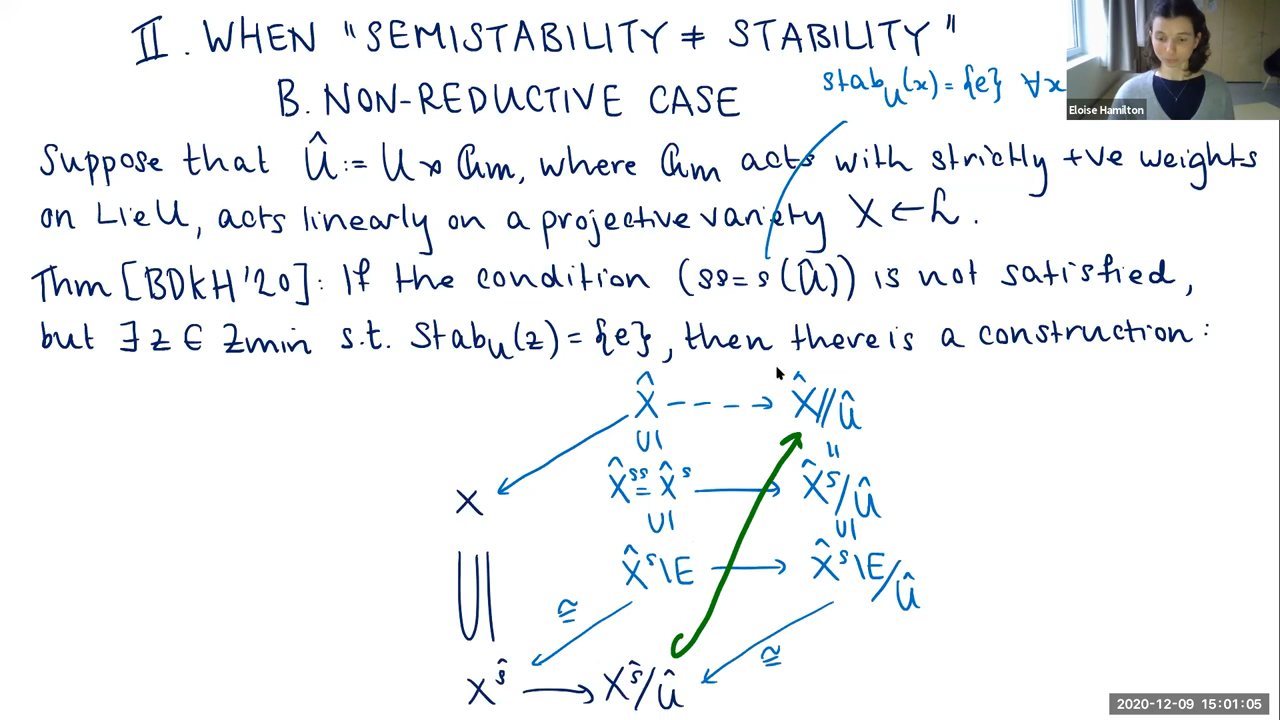 II. WHEN "SEMISTABILITY ≠ STABILITY"
B. NON-REDUCTIVE CASE
stab_U(x) = {e} ∀x
Eloise Hamilton
Suppose that Û := U ⋊ Gm, where Gm acts with strictly +ve weights
on Lie U, acts linearly on a projective variety X ← L.
Thm [BDKH '20]: If the condition (ss = s (Û)) is not satisfied,
but ∃ z ∈ Zmin s.t. Stab_U(z) = {e}, then there is a construction:
X̂ ⇢ X̂//Û
∪| ||
X̂^ss = X̂^s → X̂^s/Û
X
∪| ∪|
X̂^s\E → X̂^s\E/Û
∪|
≅ ≅
X^ŝ → X^ŝ/Û
2020-12-09 15:01:05